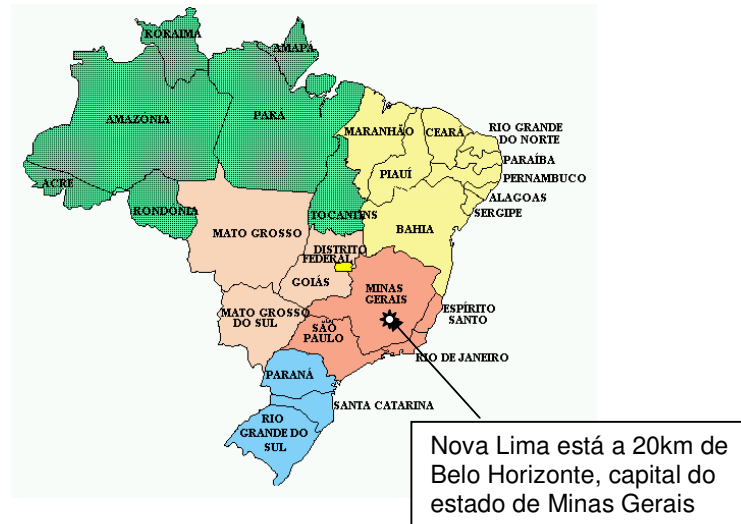 RORAIMA
AMAPÁ
AMAZÔNIA
PARÁ
MARANHÃO
CEARÁ
RIO GRANDE
DO NORTE
PARAÍBA
PIAUÍ
PERNAMBUCO
ACRE
ALAGOAS
RONDÔNIA
TOCANTINS
SERGIPE
MATO GROSSO
BAHIA
DISTRITO
FEDERAL
GOIÁS
MINAS
GERAIS
MATO GROSSO
DO SUL
ESPÍRITO
SANTO
SÃO
PAULO
RIO DE JANEIRO
PARANÁ
SANTA CATARINA
RIO
GRANDE DO
SUL
Nova Lima está a 20km de
Belo Horizonte, capital do
estado de Minas Gerais